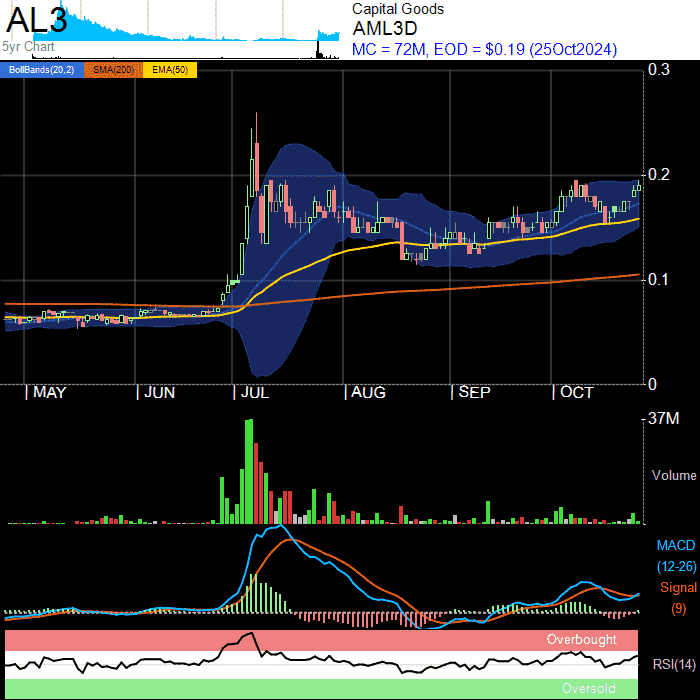 AL3
5yr Chart
Capital Goods
AML3D
MC = 72M, EOD = $0.19 (25Oct2024)
BollBands(20,2) SMA(200) EMA(50)
0.3
0.2
0.1
0
MAY JUN JUL AUG SEP OCT
37M
Volume
MACD
(12-26)
Signal
(9)
Overbought
RSI(14)
Oversold